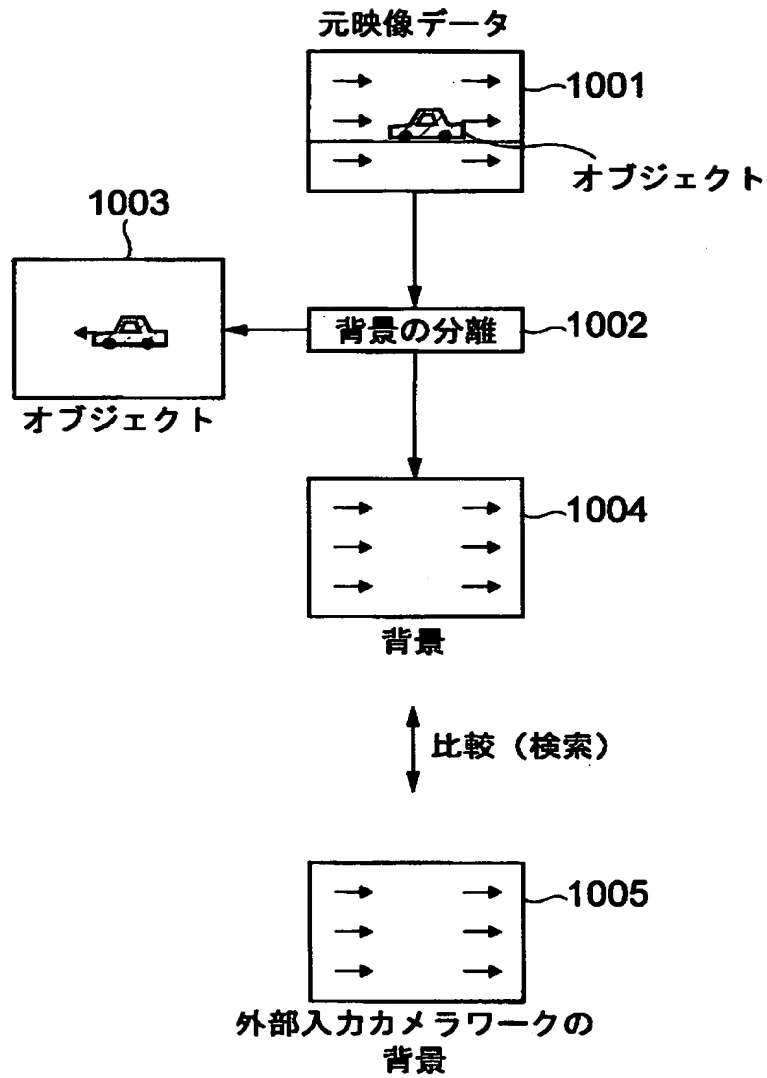 元映像データ
1001
オブジェクト
1003
背景の分離
1002
オブジェクト
1004
背景
比較（検索）
1005
外部入力カメラワークの
背景